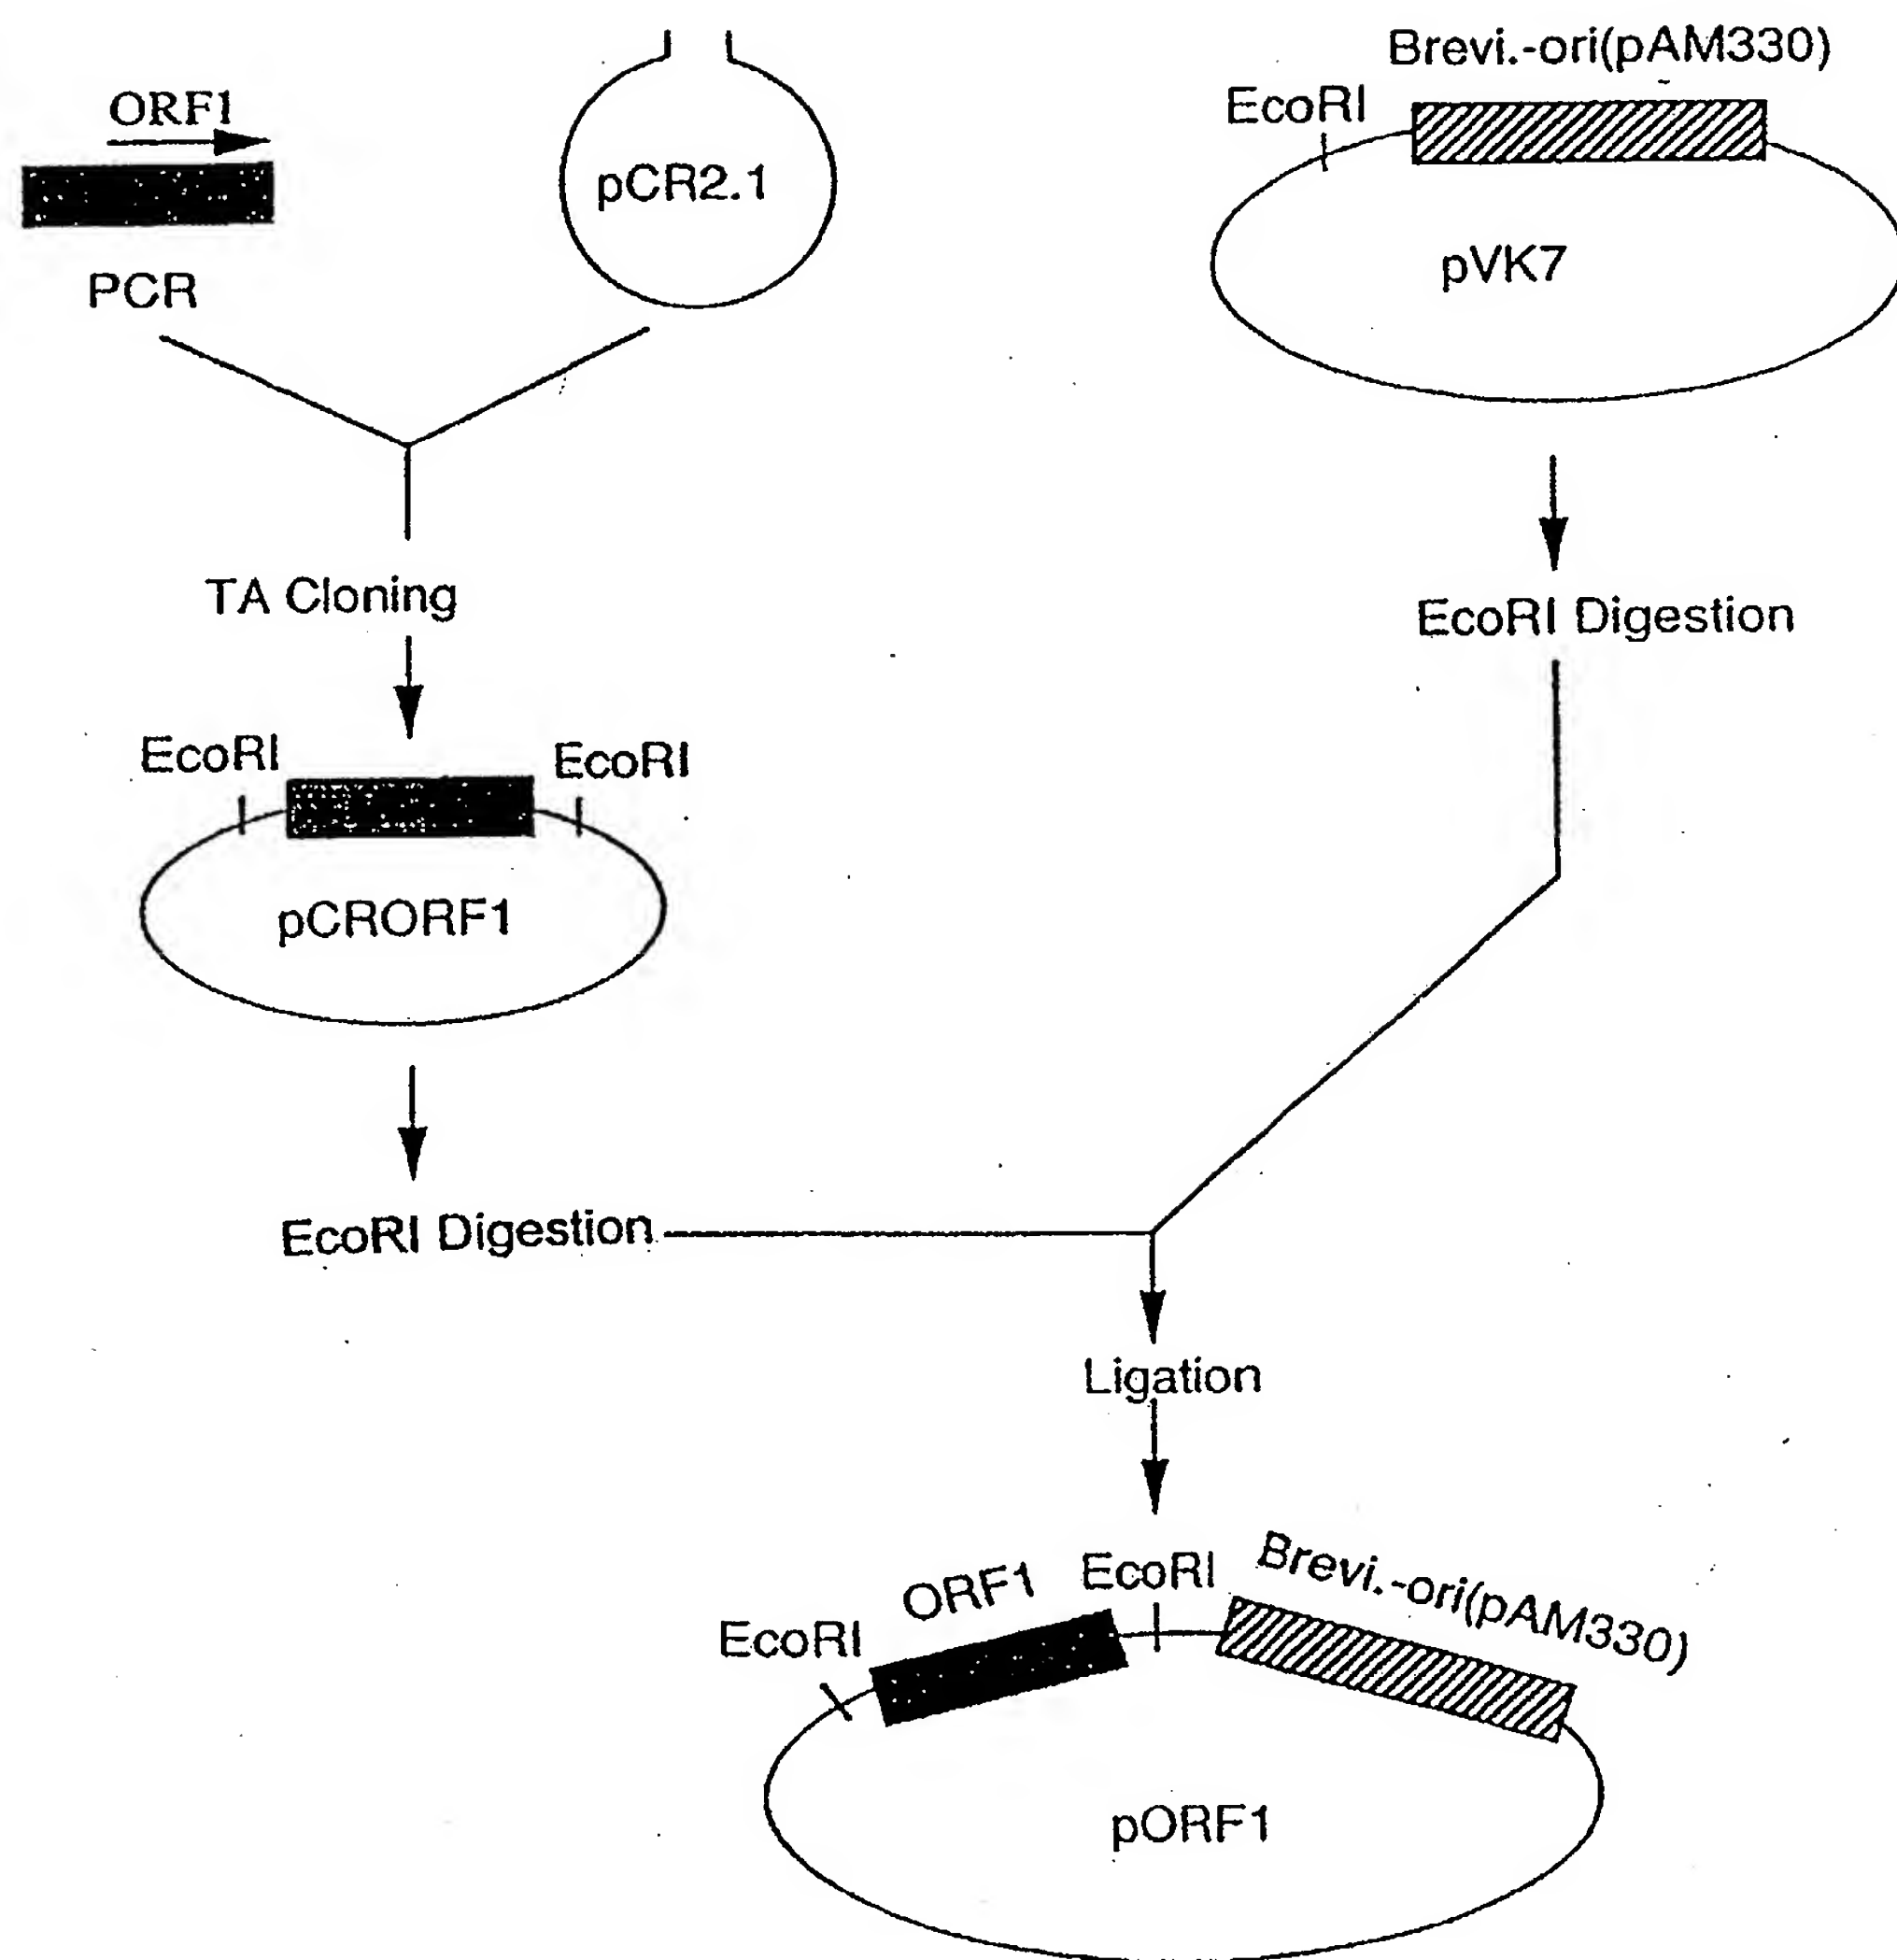 ORF1
PCR
pCR2.1
Brevi.-ori(pAM330)
EcoRI
pVK7
TA Cloning
EcoRI Digestion
EcoRI
EcoRI
pCRORF1
EcoRI Digestion
Ligation
EcoRI
ORF1
EcoRI
Brevi.-ori(pAM330)
pORF1